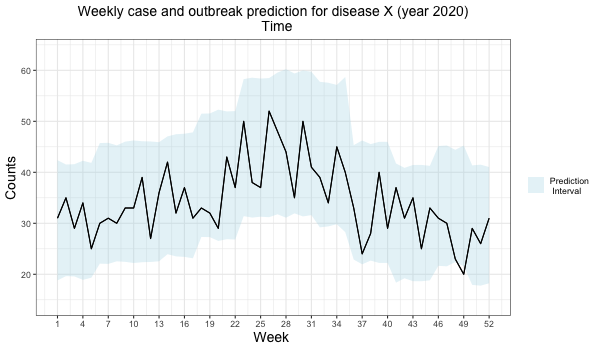 Weekly case and outbreak prediction for disease X (year 2020)
Time
Counts
60
50
40
30
20
1 4 7 10 13 16 19 22 25 28 31 34 37 40 43 46 49 52
Week
Prediction
Interval